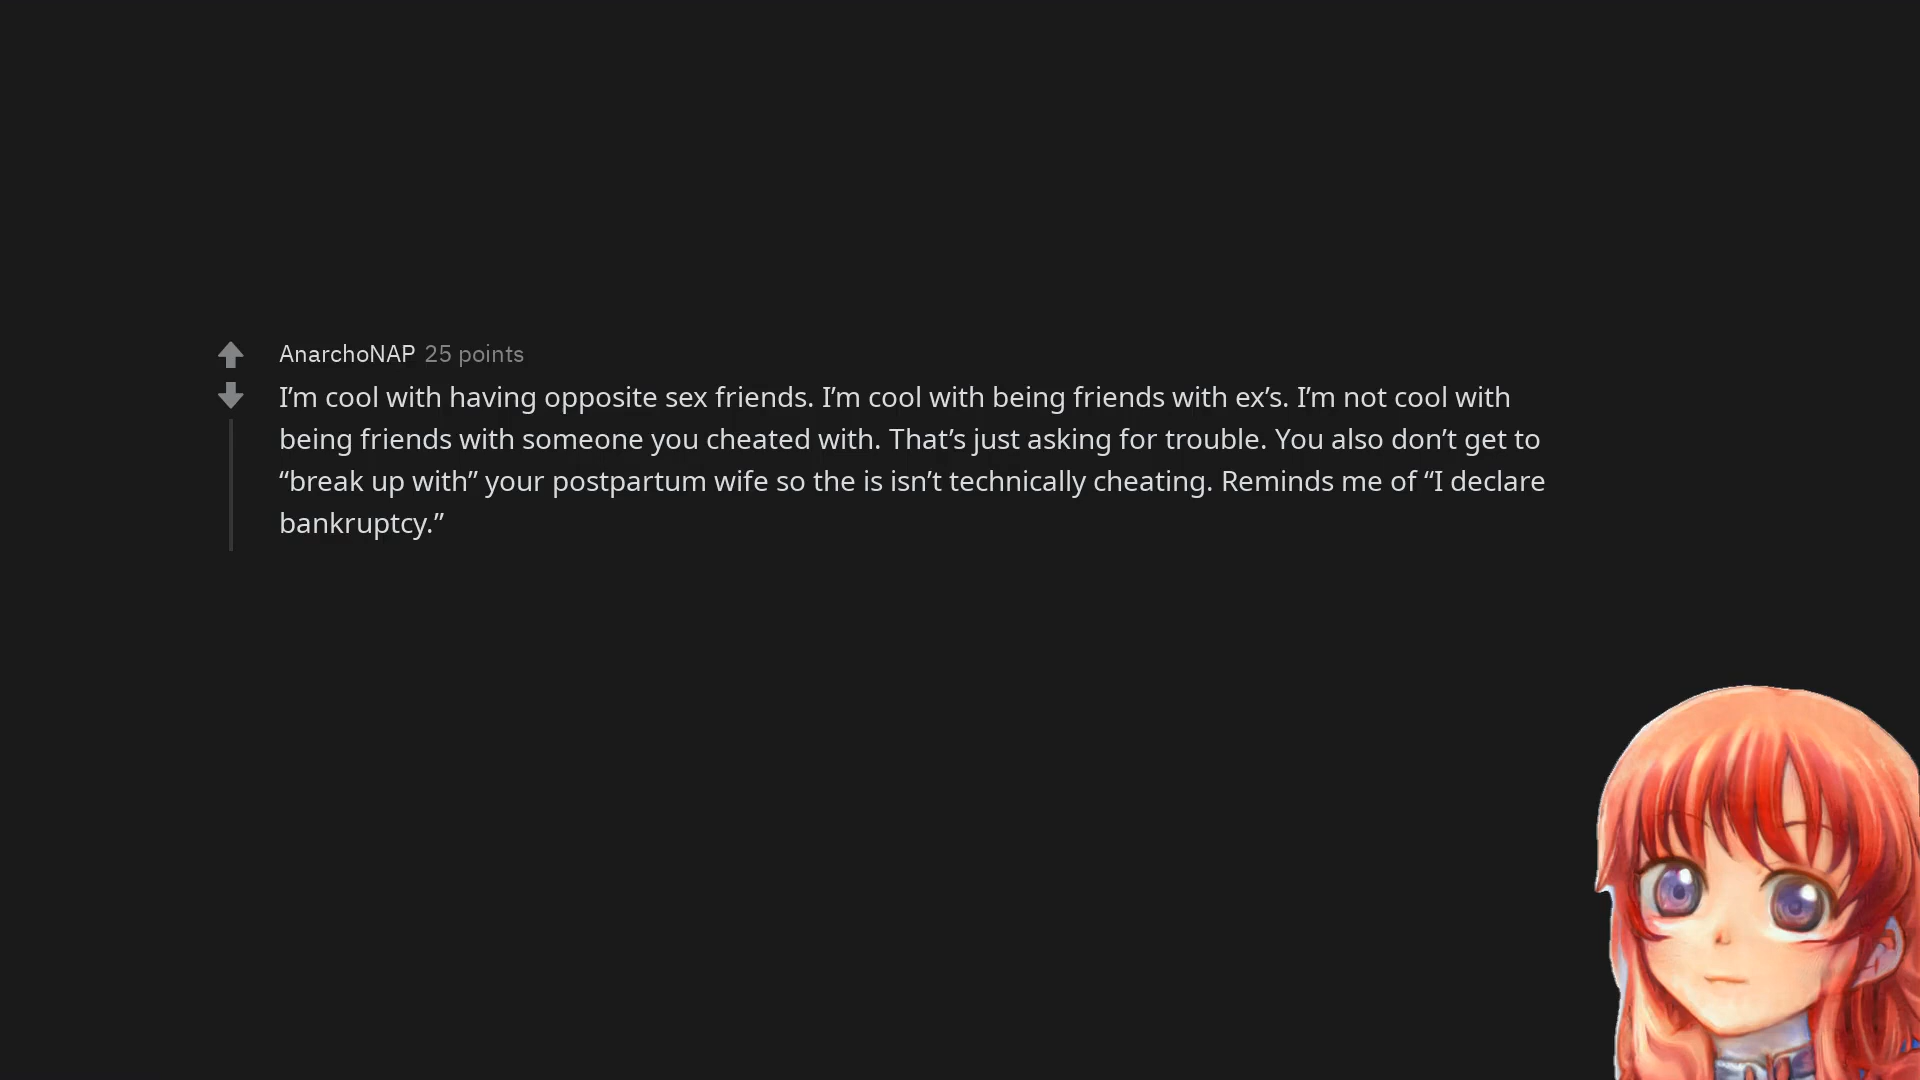 AnarchoNAP 25 points
I’m cool with having opposite sex friends. I’m cool with being friends with ex’s. I’m not cool with
being friends with someone you cheated with. That’s just asking for trouble. You also don’t get to
“break up with” your postpartum wife so the is isn’t technically cheating. Reminds me of “I declare
bankruptcy.”